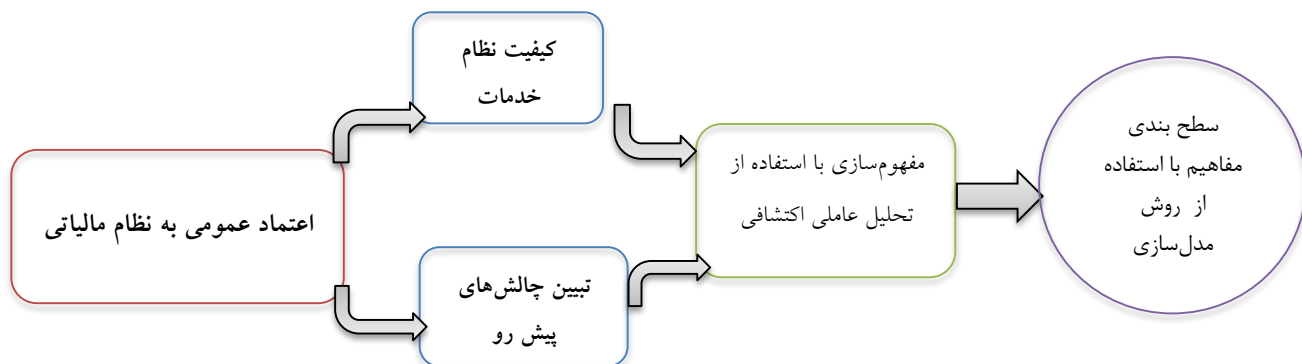 کیفیت نظام
خدمات
اعتماد عمومی به نظام مالیاتی
تبیین چالش‌های
پیش رو
مفهوم‌سازی با استفاده از
تحلیل عاملی اکتشافی
سطح بندی
مفاهیم با استفاده
از روش
مدل‌سازی